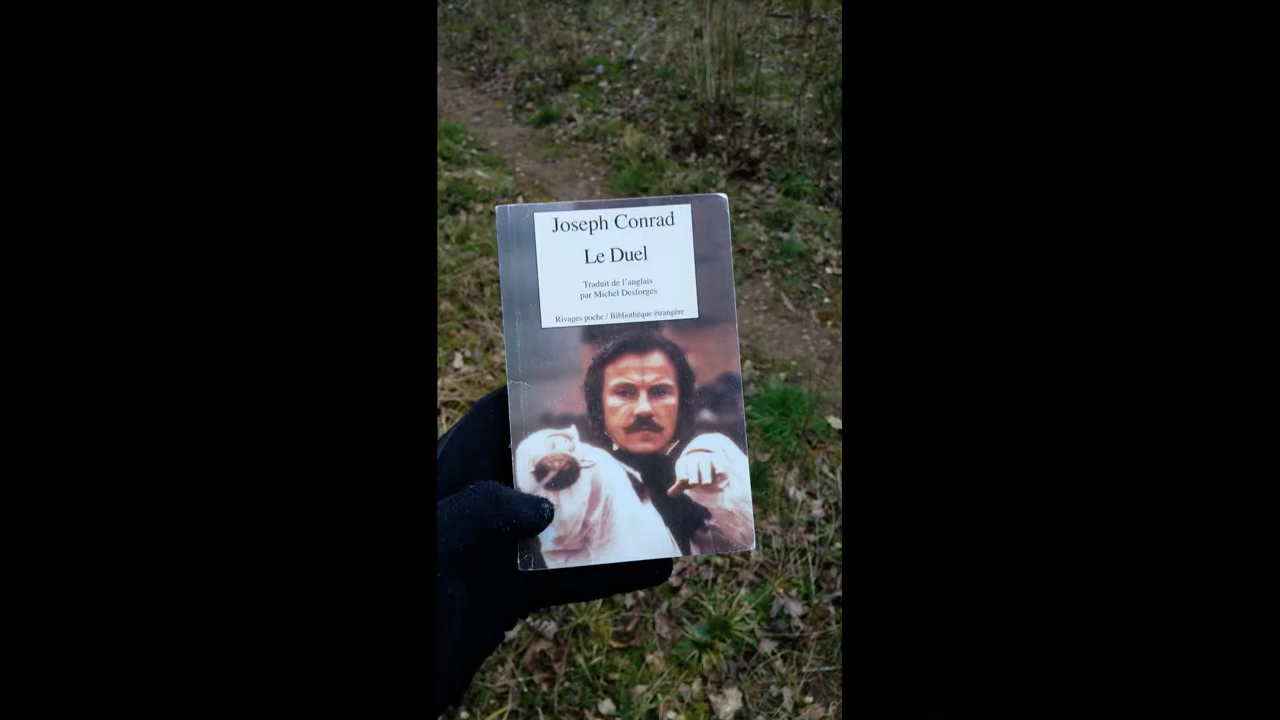 Joseph Conrad
Le Duel
Traduit de l'anglais
par Michel Desforges
Rivages poche / Bibliothèque étrangère